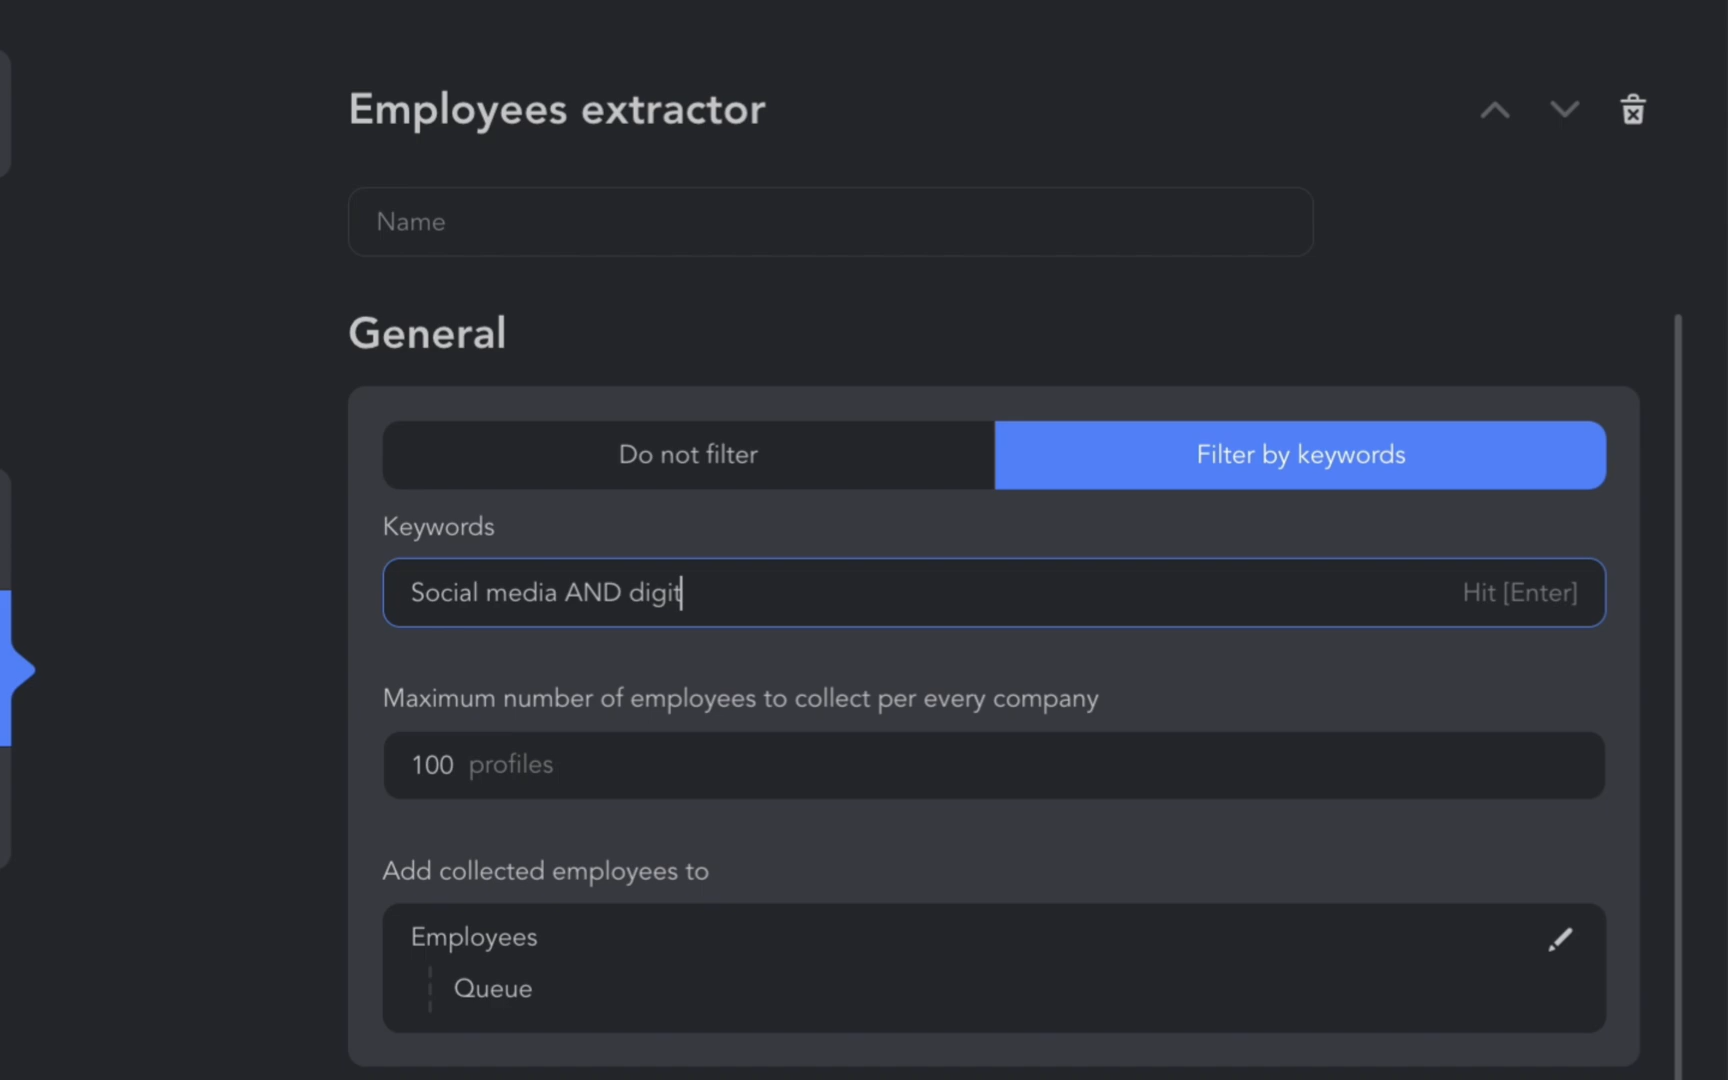 Employees extractor
Name
General
Do not filter
Filter by keywords
Keywords
Social media AND digit
Hit [Enter]
Maximum number of employees to collect per every company
100 profiles
Add collected employees to
Employees
Queue